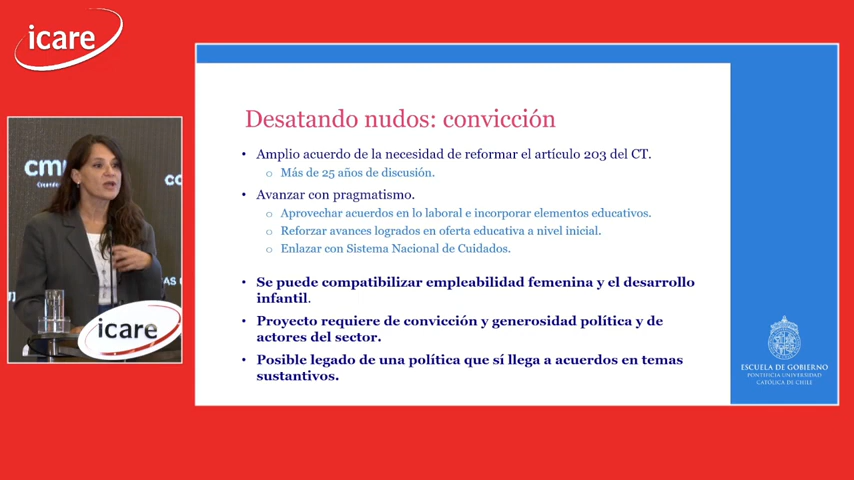 icare
Desatando nudos: convicción
• Amplio acuerdo de la necesidad de reformar el artículo 203 del CT.
o Más de 25 años de discusión.
• Avanzar con pragmatismo.
o Aprovechar acuerdos en lo laboral e incorporar elementos educativos.
o Reforzar avances logrados en oferta educativa a nivel inicial.
o Enlazar con Sistema Nacional de Cuidados.
• Se puede compatibilizar empleabilidad femenina y el desarrollo
infantil.
• Proyecto requiere de convicción y generosidad política y de
actores del sector.
• Posible legado de una política que sí llega a acuerdos en temas
sustantivos.
ESCUELA DE GOBIERNO
PONTIFICIA UNIVERSIDAD
CATÓLICA DE CHILE
icare